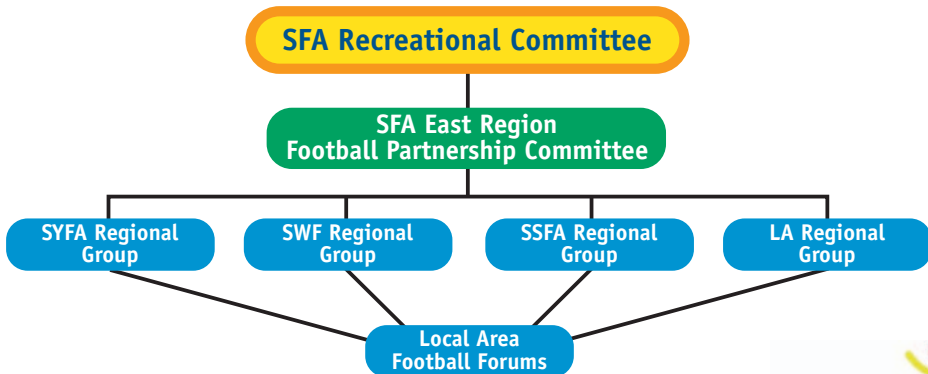 SFA Recreational Committee
SFA East Region
Football Partnership Committee
SYFA Regional
Group
SWF Regional
Group
SSFA Regional
Group
LA Regional
Group
Local Area
Football Forums